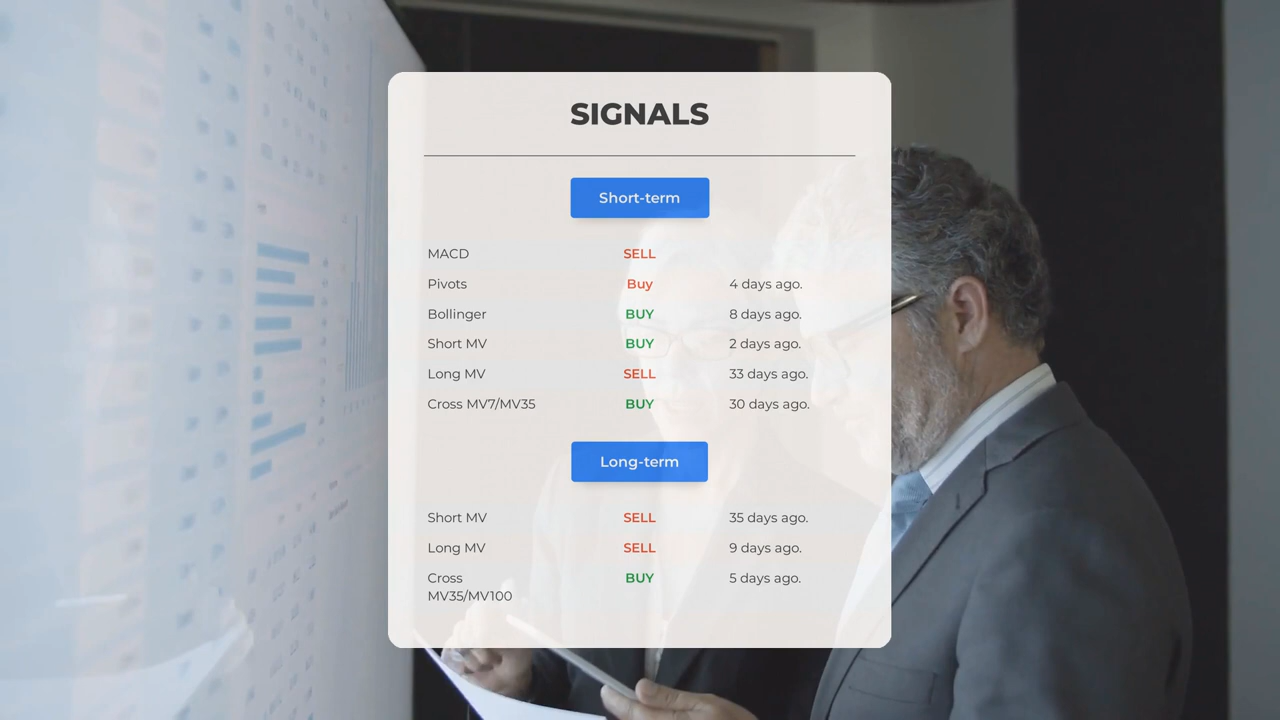 SIGNALS
Short-term
MACD SELL
Pivots Buy 4 days ago.
Bollinger BUY 8 days ago.
Short MV BUY 2 days ago.
Long MV SELL 33 days ago.
Cross MV7/MV35 BUY 30 days ago.
Long-term
Short MV SELL 35 days ago.
Long MV SELL 9 days ago.
Cross BUY 5 days ago.
MV35/MV100